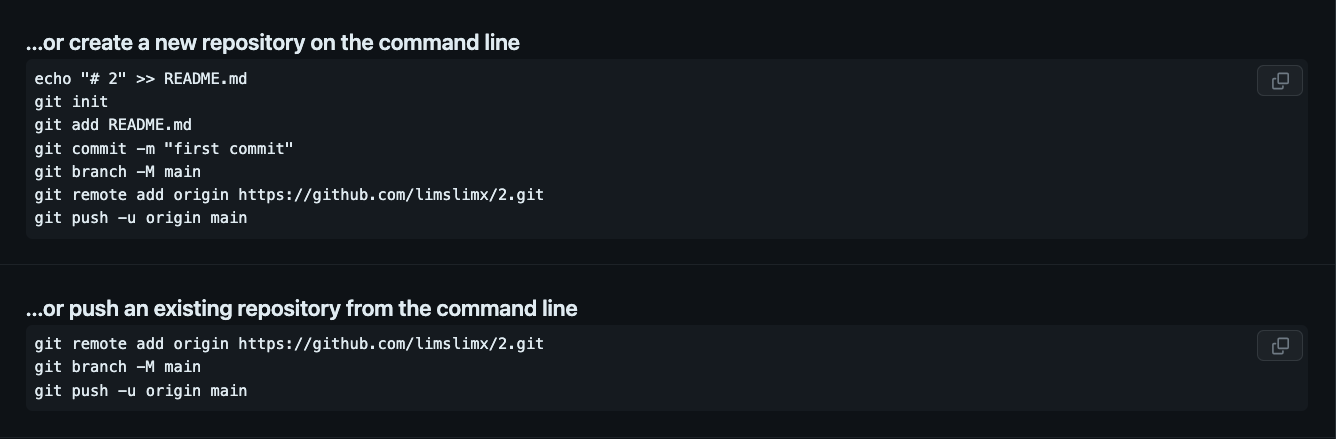 ...or create a new repository on the command line
echo "# 2" >> README.md
git init
git add README.md
git commit -m "first commit"
git branch -M main
git remote add origin https://github.com/limslimx/2.git
git push -u origin main
...or push an existing repository from the command line
git remote add origin https://github.com/limslimx/2.git
git branch -M main
git push -u origin main